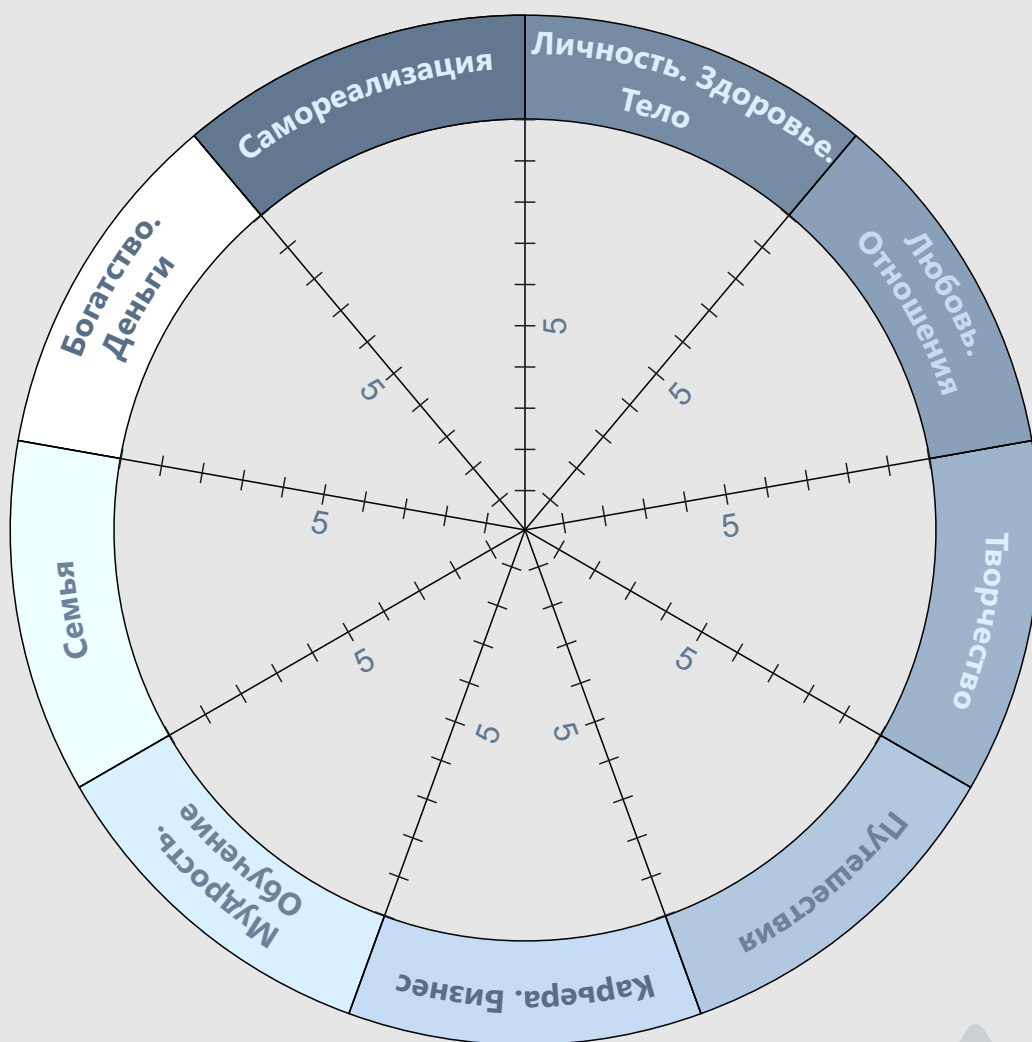 Личность. Здоровье.
Тело
Любовь.
Отношения
Творчество
Путешествия
Карьера. Бизнес
Мудрость.
Обучение
Семья
Богатство.
Деньги
Самореализация
5
5
5
5
5
5
5
5
5